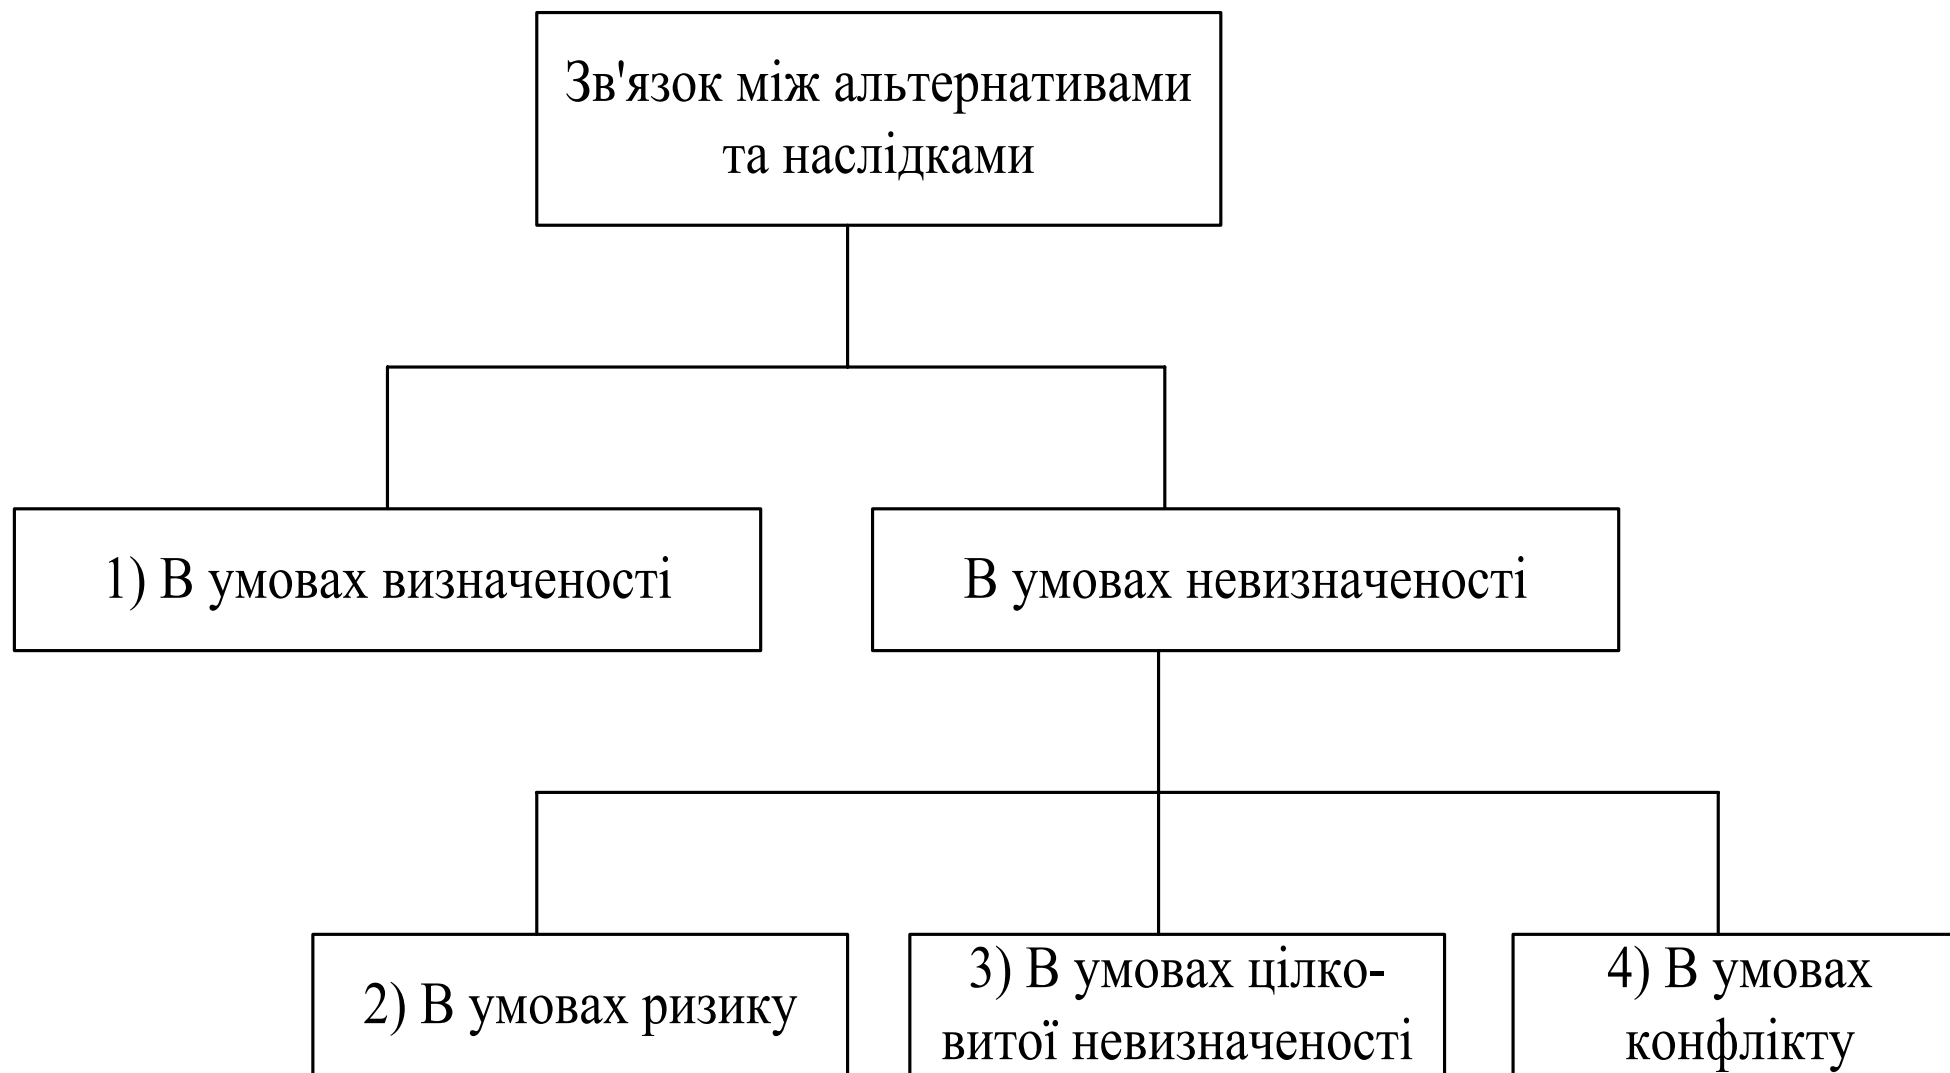 Зв'язок між альтернативами
та наслідками
1) В умовах визначеності
В умовах невизначеності
2) В умовах ризику
3) В умовах цілко-
витої невизначеності
4) В умовах
конфлікту